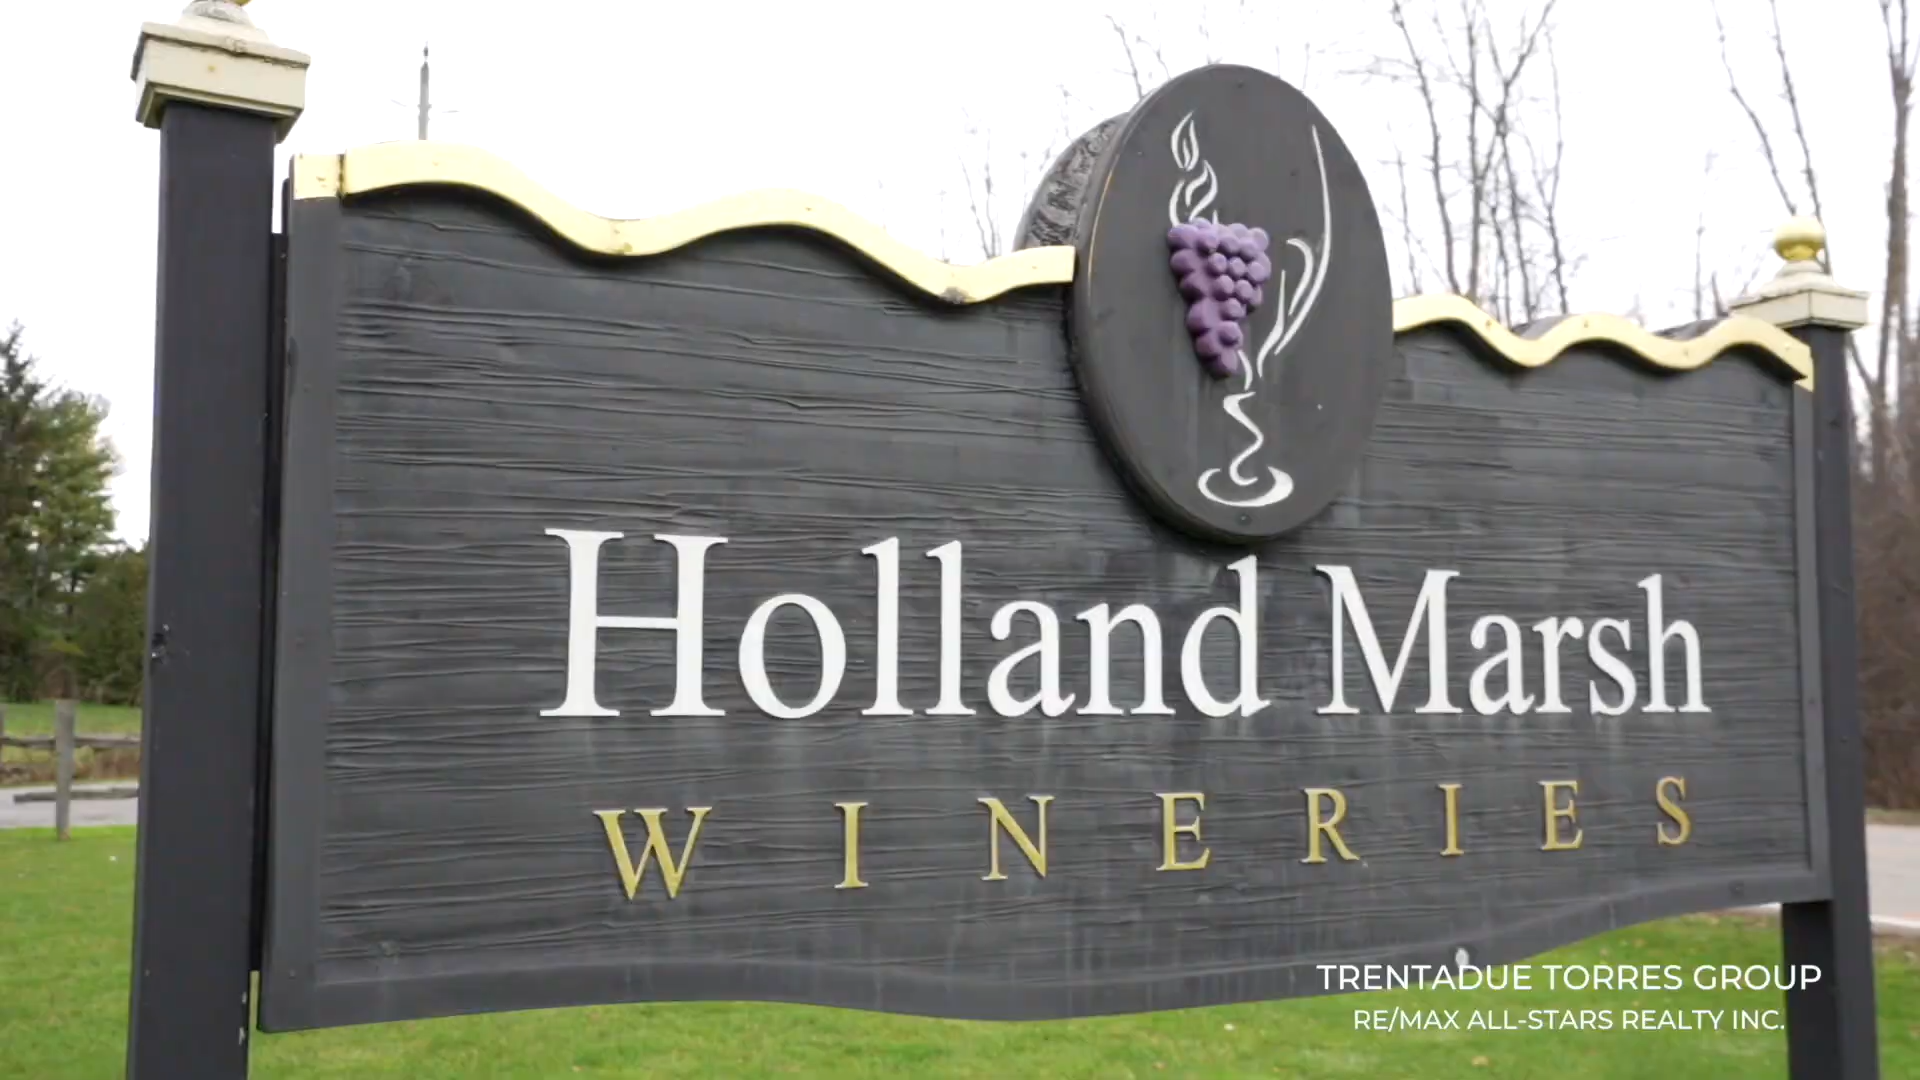 Holland Marsh
WINERIES
TRENTADUE TORRES GROUP
RE/MAX ALL-STARS REALTY INC.